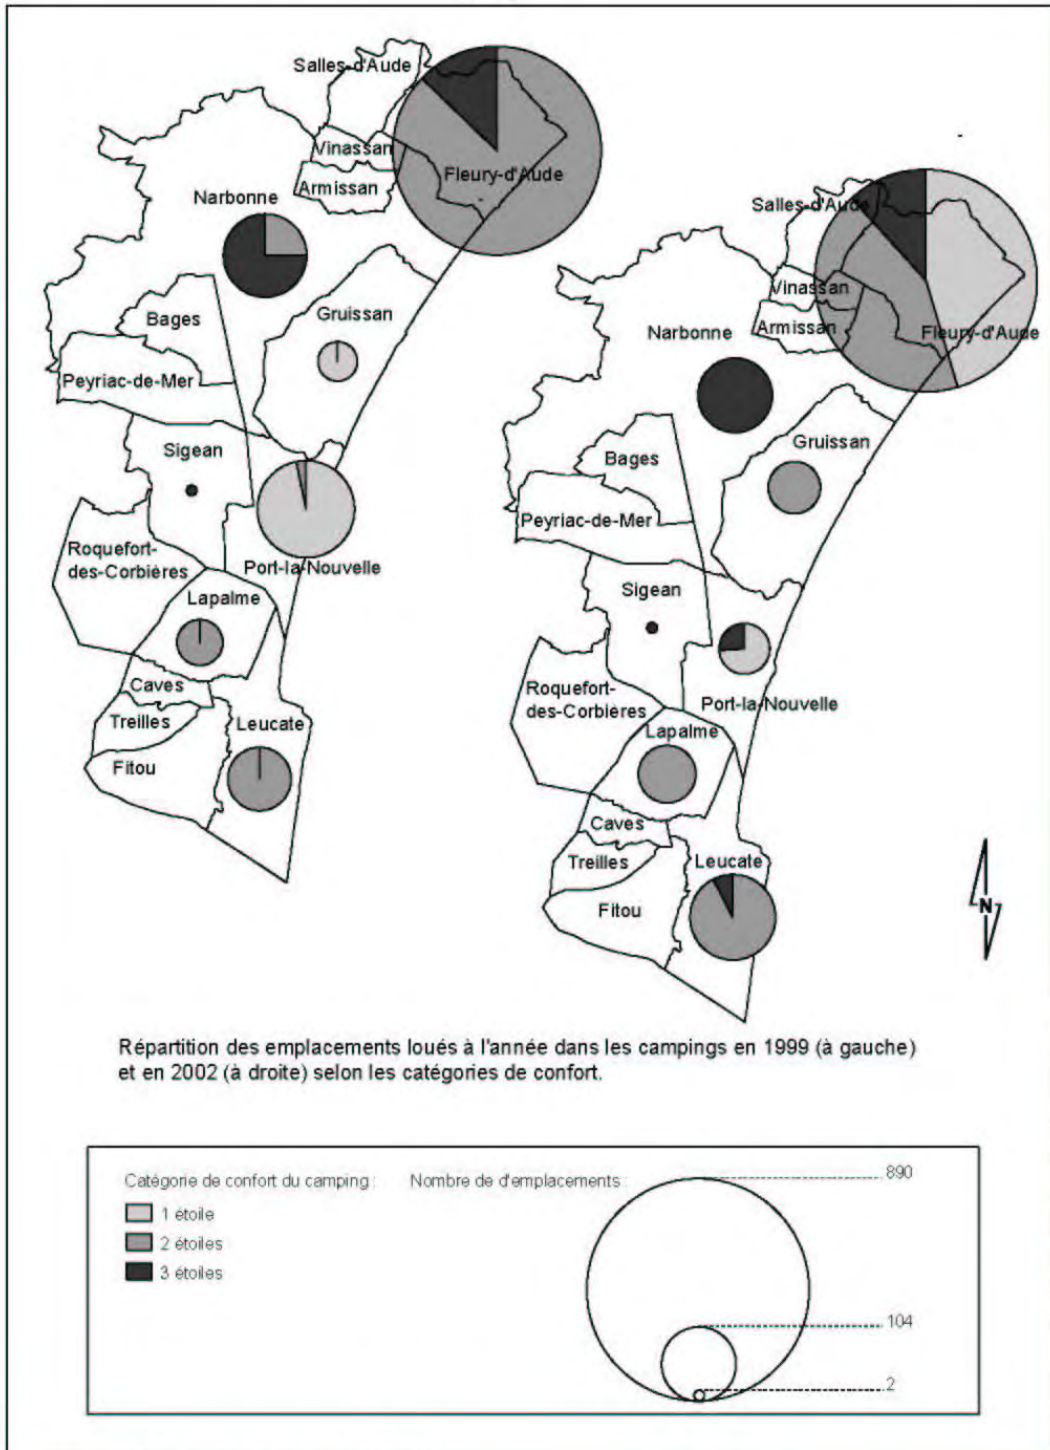 Salles-d'Aude
Vinassan
Armissan
Fleury-d'Aude
Narbonne
Bages
Gruissan
Peyriac-de-Mer
Sigean
Roquefort-
des-Corbières
Port-la-Nouvelle
Lapalme
Caves
Treilles
Leucate
Fitou
Salles-d'Aude
Vinassan
Armissan
Fleury-d'Aude
Narbonne
Gruissan
Bages
Peyriac-de-Mer
Sigean
Roquefort-
des-Corbières
Port-la-Nouvelle
Lapalme
Caves
Treilles
Leucate
Fitou
N
Répartition des emplacements loués à l'année dans les campings en 1999 (à gauche)
et en 2002 (à droite) selon les catégories de confort.
Catégorie de confort du camping :
1 étoile
2 étoiles
3 étoiles
Nombre de d'emplacements :
890
104
2